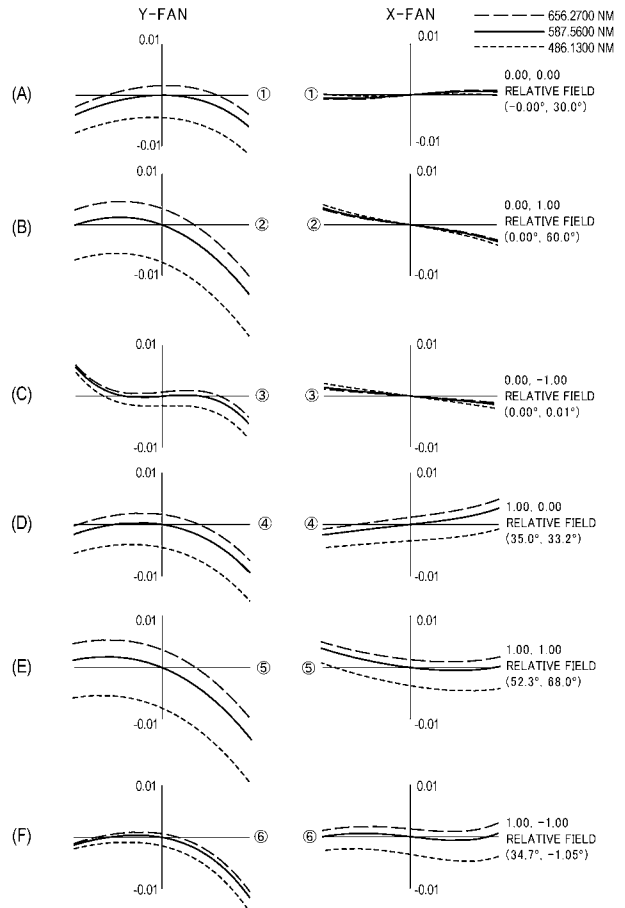 Y-FAN
X-FAN
656.2700 NM
587.5600 NM
486.1300 NM
(A)
0.01
-0.01
①
0.01
-0.01
①
0.00, 0.00
RELATIVE FIELD
(-0.00°, 30.0°)
(B)
0.01
-0.01
②
0.01
-0.01
②
0.00, 1.00
RELATIVE FIELD
(0.00°, 60.0°)
(C)
0.01
-0.01
③
0.01
-0.01
③
0.00, -1.00
RELATIVE FIELD
(0.00°, 0.01°)
(D)
0.01
-0.01
④
0.01
-0.01
④
1.00, 0.00
RELATIVE FIELD
(35.0°, 33.2°)
(E)
0.01
-0.01
⑤
0.01
-0.01
⑤
1.00, 1.00
RELATIVE FIELD
(52.3°, 68.0°)
(F)
0.01
-0.01
⑥
0.01
-0.01
⑥
1.00, -1.00
RELATIVE FIELD
(34.7°, -1.05°)